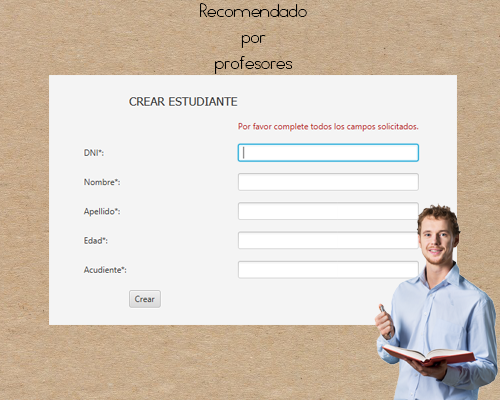 Recomendado
por
profesores
CREAR ESTUDIANTE
Por favor complete todos los campos solicitados.
DNI*:
Nombre*:
Apellido*:
Edad*:
Acudiente*:
Crear